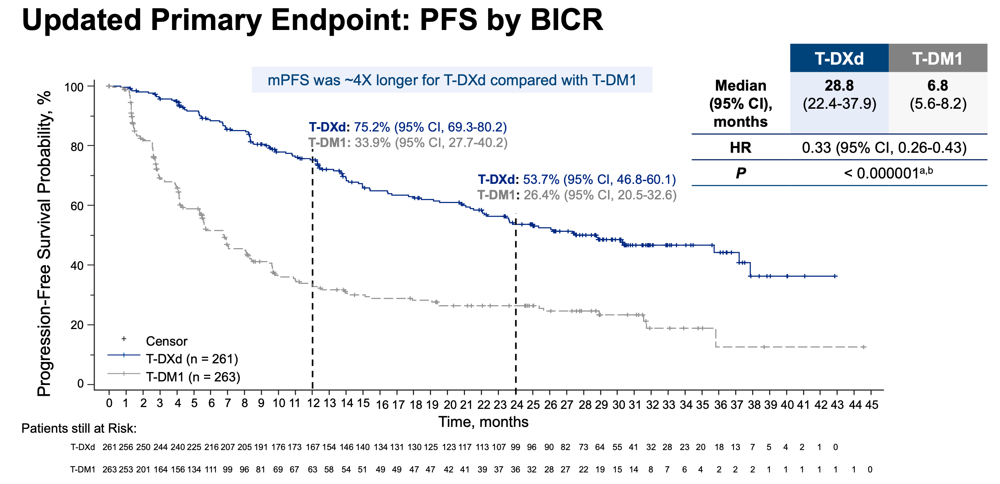 Updated Primary Endpoint: PFS by BICR
mPFS was ~4X longer for T-DXd compared with T-DM1
T-DXd T-DM1
Median (95% CI), months
28.8 (22.4-37.9)
6.8 (5.6-8.2)
HR 0.33 (95% CI, 0.26-0.43)
P < 0.000001a,b
Progression-Free Survival Probability, %
100
80
60
40
20
0
T-DXd: 75.2% (95% CI, 69.3-80.2)
T-DM1: 33.9% (95% CI, 27.7-40.2)
T-DXd: 53.7% (95% CI, 46.8-60.1)
T-DM1: 26.4% (95% CI, 20.5-32.6)
Censor
T-DXd (n = 261)
T-DM1 (n = 263)
0 1 2 3 4 5 6 7 8 9 10 11 12 13 14 15 16 17 18 19 20 21 22 23 24 25 26 27 28 29 30 31 32 33 34 35 36 37 38 39 40 41 42 43 44 45
Time, months
Patients still at Risk:
T-DXd 261 256 250 244 240 225 216 207 205 191 176 173 167 154 146 140 134 131 130 125 123 117 113 107 99 96 90 82 73 64 55 41 32 28 23 20 18 13 7 5 4 2 1 0
T-DM1 263 253 201 164 156 134 111 99 96 81 69 67 63 58 54 51 49 49 47 47 42 41 39 37 36 32 28 27 22 19 15 14 8 7 6 4 2 2 2 1 1 1 1 1 1 0